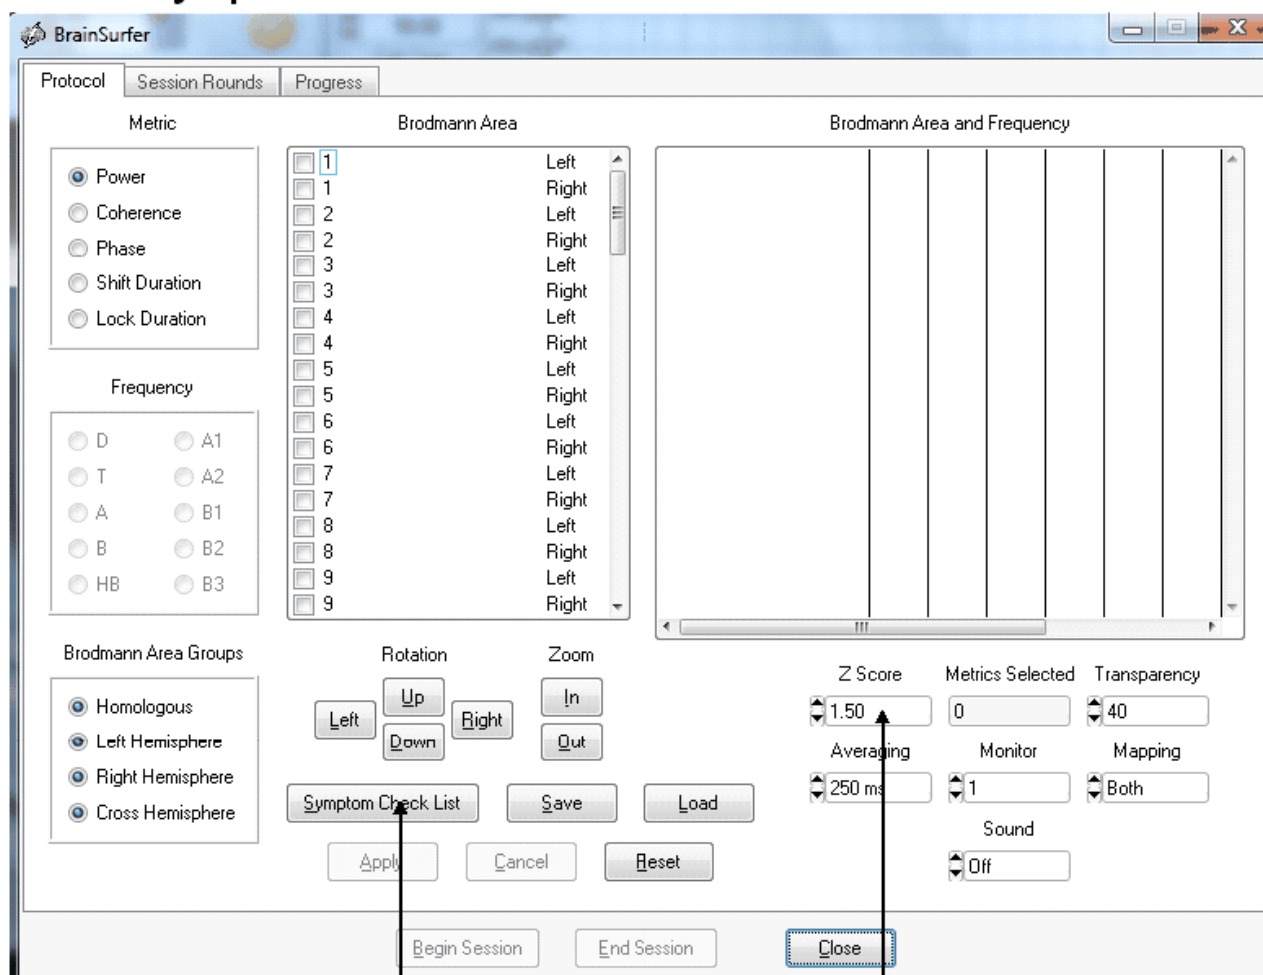 BrainSurfer
Protocol Session Rounds Progress
Metric
Power
Coherence
Phase
Shift Duration
Lock Duration
Frequency
D A1
T A2
A B1
B B2
HB B3
Brodmann Area Groups
Homologous
Left Hemisphere
Right Hemisphere
Cross Hemisphere
Brodmann Area
1 Left
1 Right
2 Left
2 Right
3 Left
3 Right
4 Left
4 Right
5 Left
5 Right
6 Left
6 Right
7 Left
7 Right
8 Left
8 Right
9 Left
9 Right
Rotation Zoom
Up In
Left Right
Down Out
Symptom Check List Save Load
Apply Cancel Reset
Brodmann Area and Frequency
Z Score Metrics Selected Transparency
1.50 0 40
Averaging Monitor Mapping
250 ms 1 Both
Sound
Off
Begin Session End Session Close